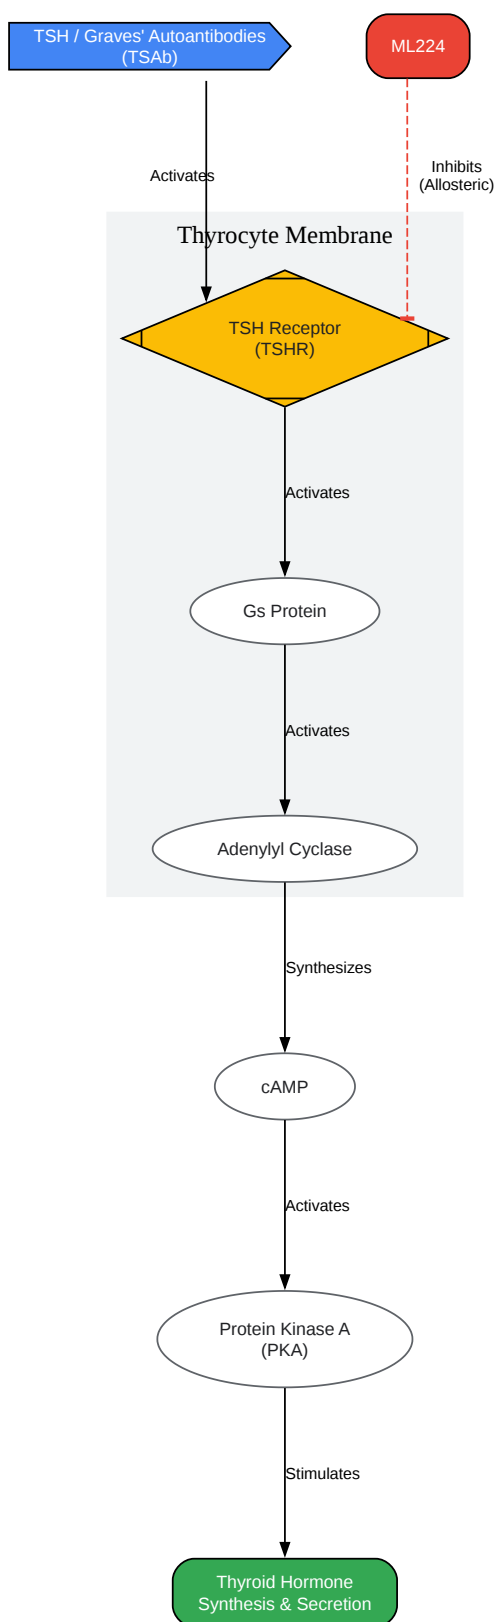 TSH / Graves' Autoantibodies
(TSAb)
ML224
Activates
Inhibits
(Allosteric)
Thyrocyte Membrane
TSH Receptor
(TSHR)
Activates
Gs Protein
Activates
Adenylyl Cyclase
Synthesizes
cAMP
Activates
Protein Kinase A
(PKA)
Stimulates
Thyroid Hormone
Synthesis & Secretion